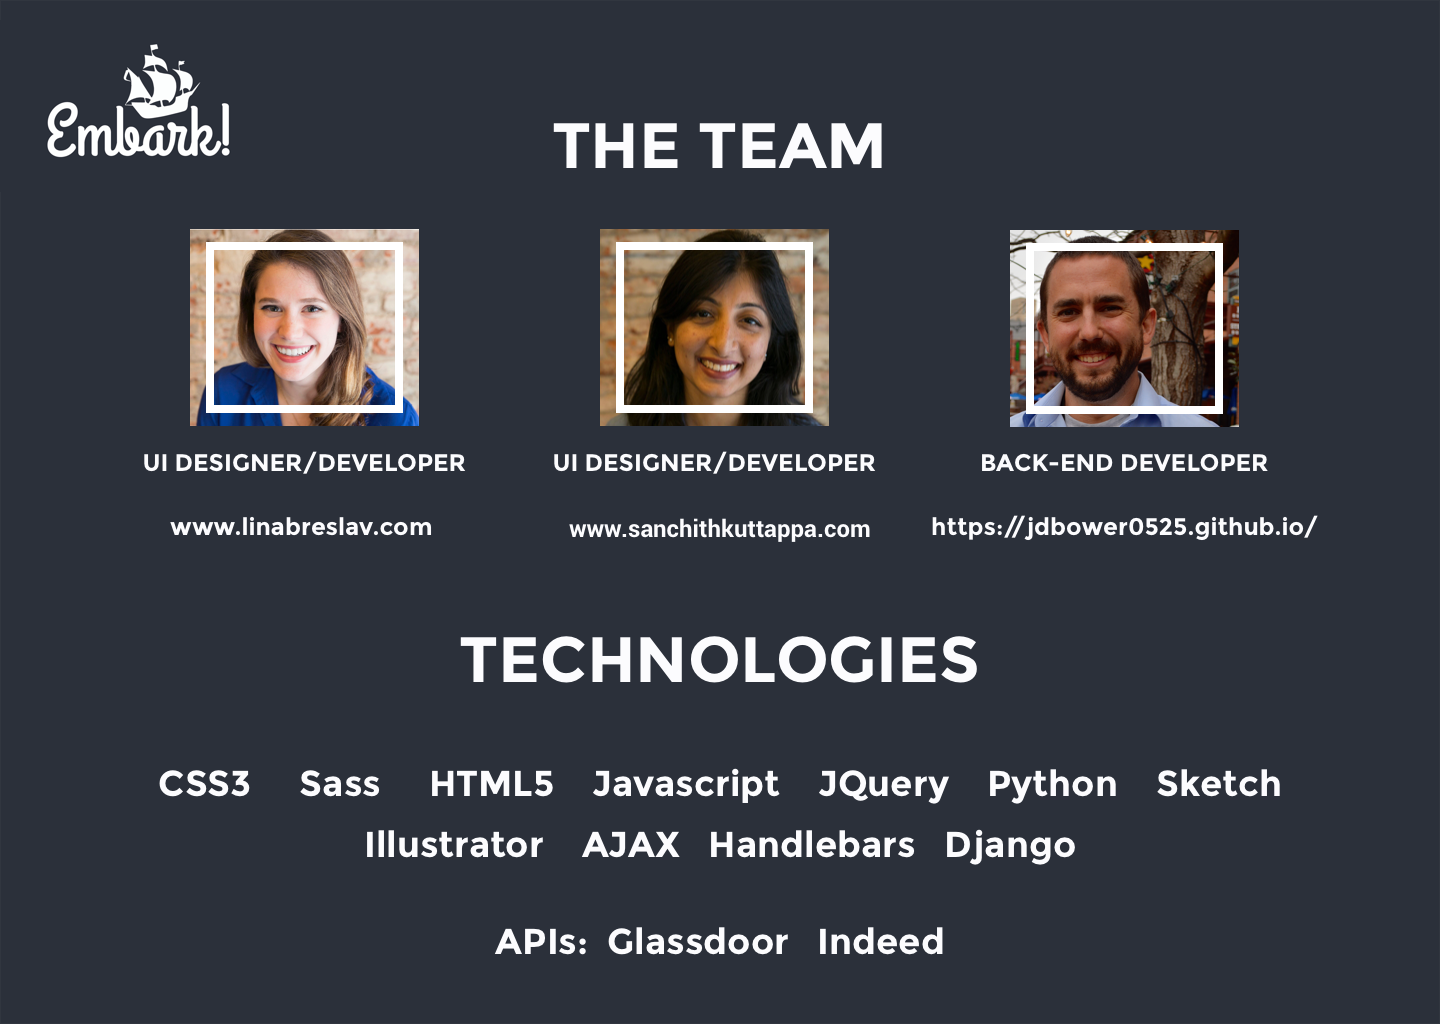 Embark!
THE TEAM
UI DESIGNER/DEVELOPER
UI DESIGNER/DEVELOPER
BACK-END DEVELOPER
www.linabreslav.com
www.sanchithkuttappa.com
https://jdbower0525.github.io/
TECHNOLOGIES
CSS3 Sass HTML5 Javascript JQuery Python Sketch
Illustrator AJAX Handlebars Django
APIs: Glassdoor Indeed